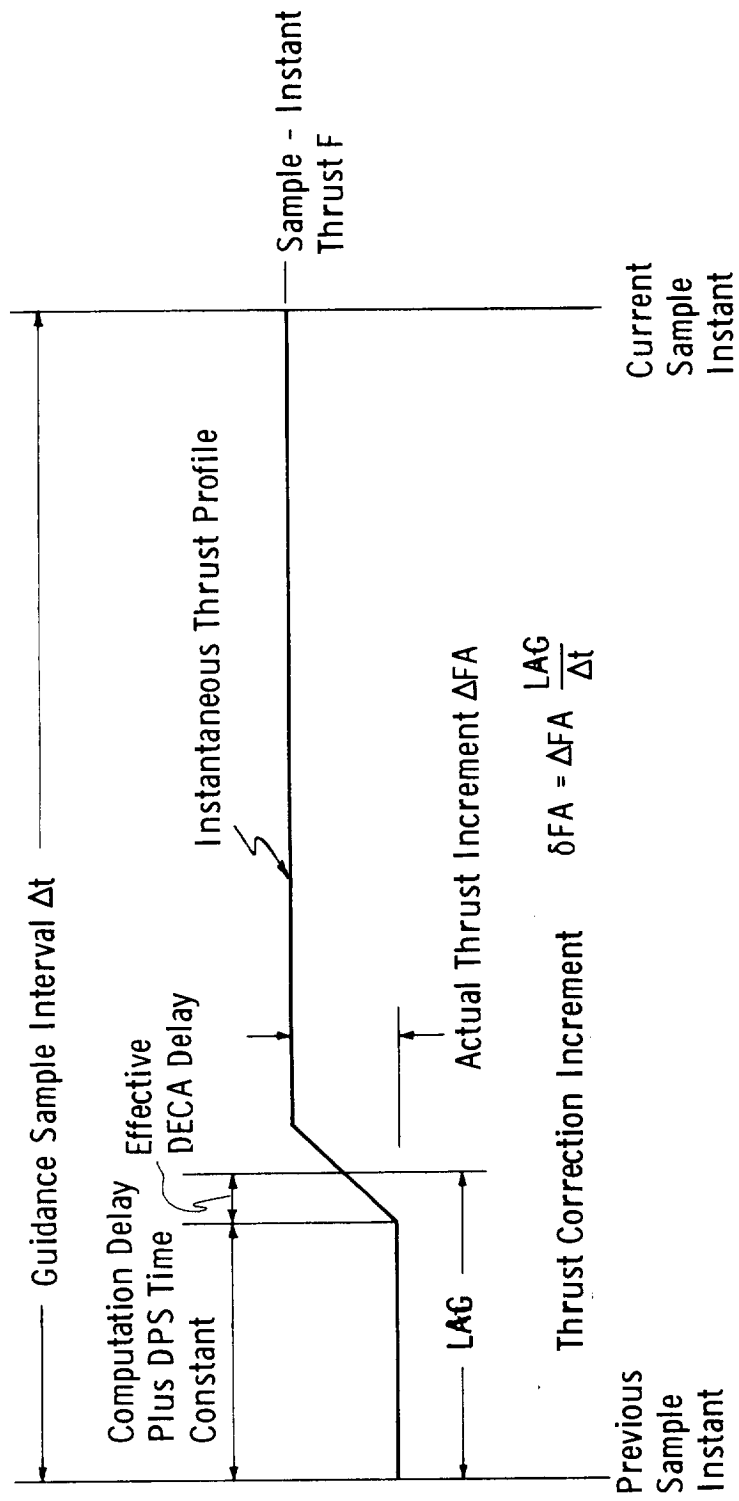 Guidance Sample Interval Δt
Computation Delay
Plus DPS Time
Constant
Effective
DECA Delay
Instantaneous Thrust Profile
Sample - Instant
Thrust F
LAG
Actual Thrust Increment ΔFA
Thrust Correction Increment δFA = ΔFA LAG/Δt
Previous
Sample
Instant
Current
Sample
Instant